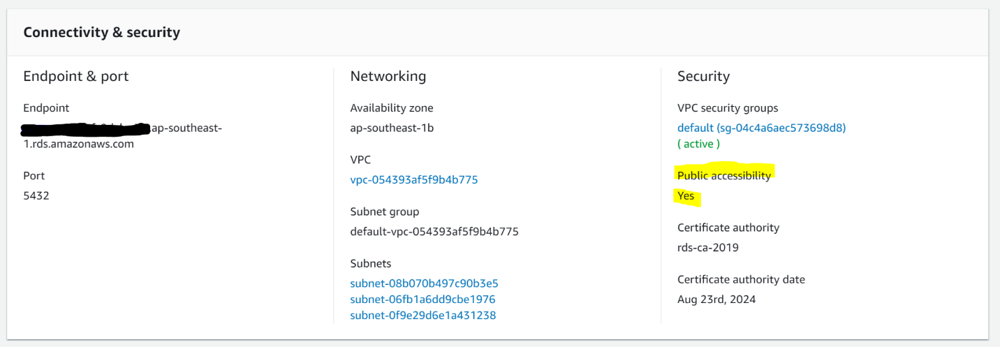 Connectivity & security
Endpoint & port
Endpoint
.ap-southeast-
1.rds.amazonaws.com
Port
5432
Networking
Availability zone
ap-southeast-1b
VPC
vpc-054393af5f9b4b775
Subnet group
default-vpc-054393af5f9b4b775
Subnets
subnet-08b070b497c90b3e5
subnet-06fb1a6dd9cbe1976
subnet-0f9e29d6e1a431238
Security
VPC security groups
default (sg-04c4a6aec573698d8)
( active )
Public accessibility
Yes
Certificate authority
rds-ca-2019
Certificate authority date
Aug 23rd, 2024